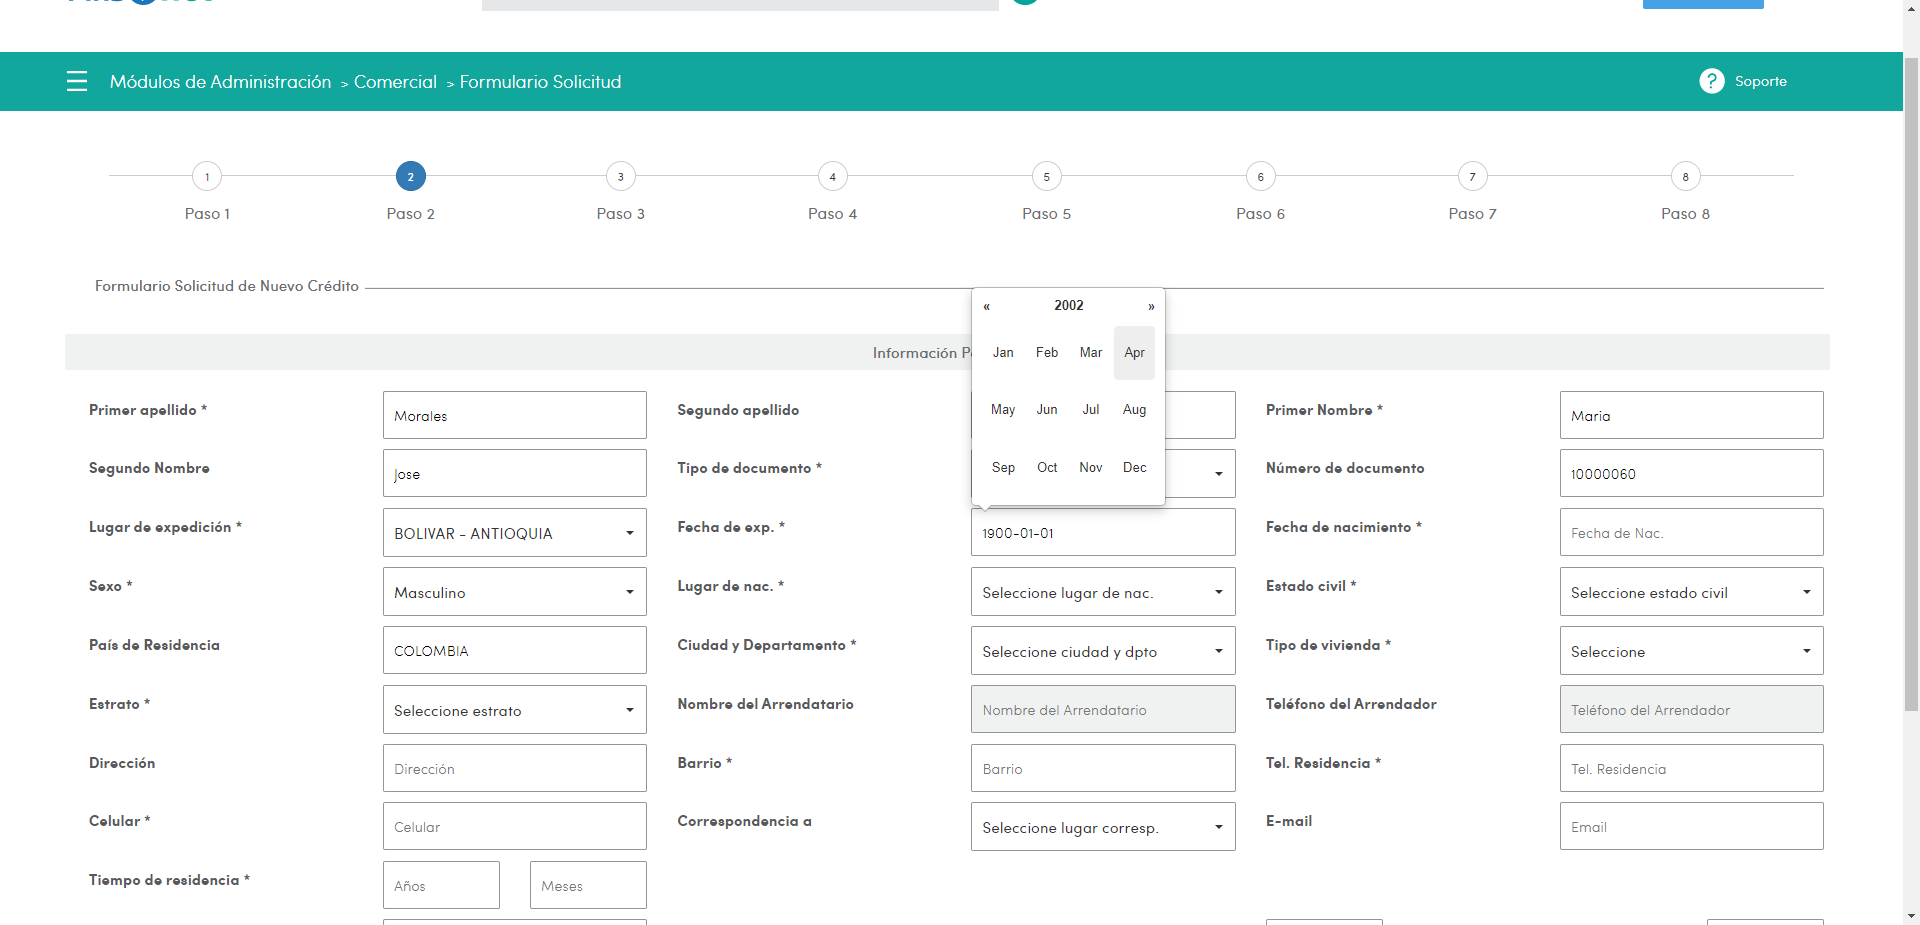 Módulos de Administración > Comercial > Formulario Solicitud
? Soporte
1 2 3 4 5 6 7 8
Paso 1 Paso 2 Paso 3 Paso 4 Paso 5 Paso 6 Paso 7 Paso 8
Formulario Solicitud de Nuevo Crédito
« 2002 »
Jan Feb Mar Apr
May Jun Jul Aug
Sep Oct Nov Dec
Información
Primer apellido * Morales Segundo apellido Primer Nombre * Maria
Segundo Nombre Jose Tipo de documento * Número de documento 10000060
Lugar de expedición * BOLIVAR - ANTIOQUIA Fecha de exp. * 1900-01-01 Fecha de nacimiento * Fecha de Nac.
Sexo * Masculino Lugar de nac. * Seleccione lugar de nac. Estado civil * Seleccione estado civil
País de Residencia COLOMBIA Ciudad y Departamento * Seleccione ciudad y dpto Tipo de vivienda * Seleccione
Estrato * Seleccione estrato Nombre del Arrendatario Nombre del Arrendatario Teléfono del Arrendador Teléfono del Arrendador
Dirección Dirección Barrio * Barrio Tel. Residencia * Tel. Residencia
Celular * Celular Correspondencia a Seleccione lugar corresp. E-mail Email
Tiempo de residencia * Años Meses